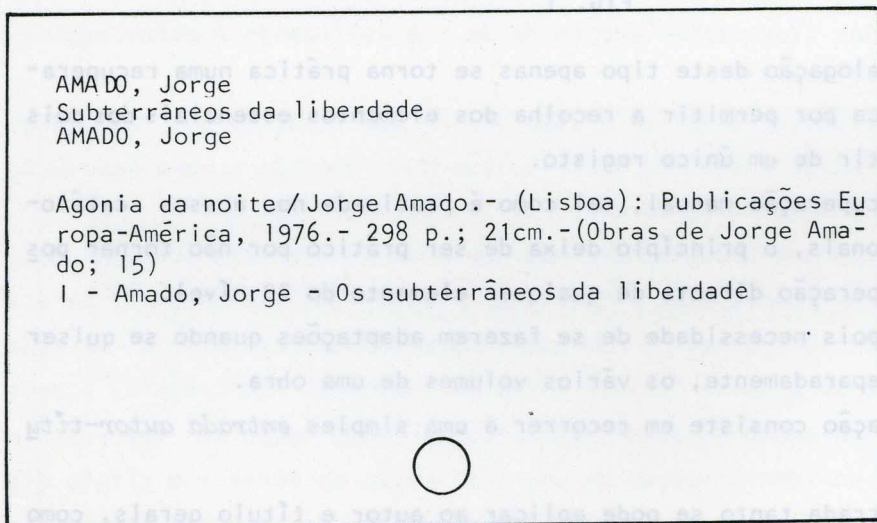 AMADO, Jorge
Subterrâneos da liberdade
AMADO, Jorge
Agonia da noite/ Jorge Amado.- (Lisboa): Publicações Eu
ropa-América, 1976.- 298 p.; 21cm.-(Obras de Jorge Ama-
do; 15)
I - Amado, Jorge - Os subterrâneos da liberdade